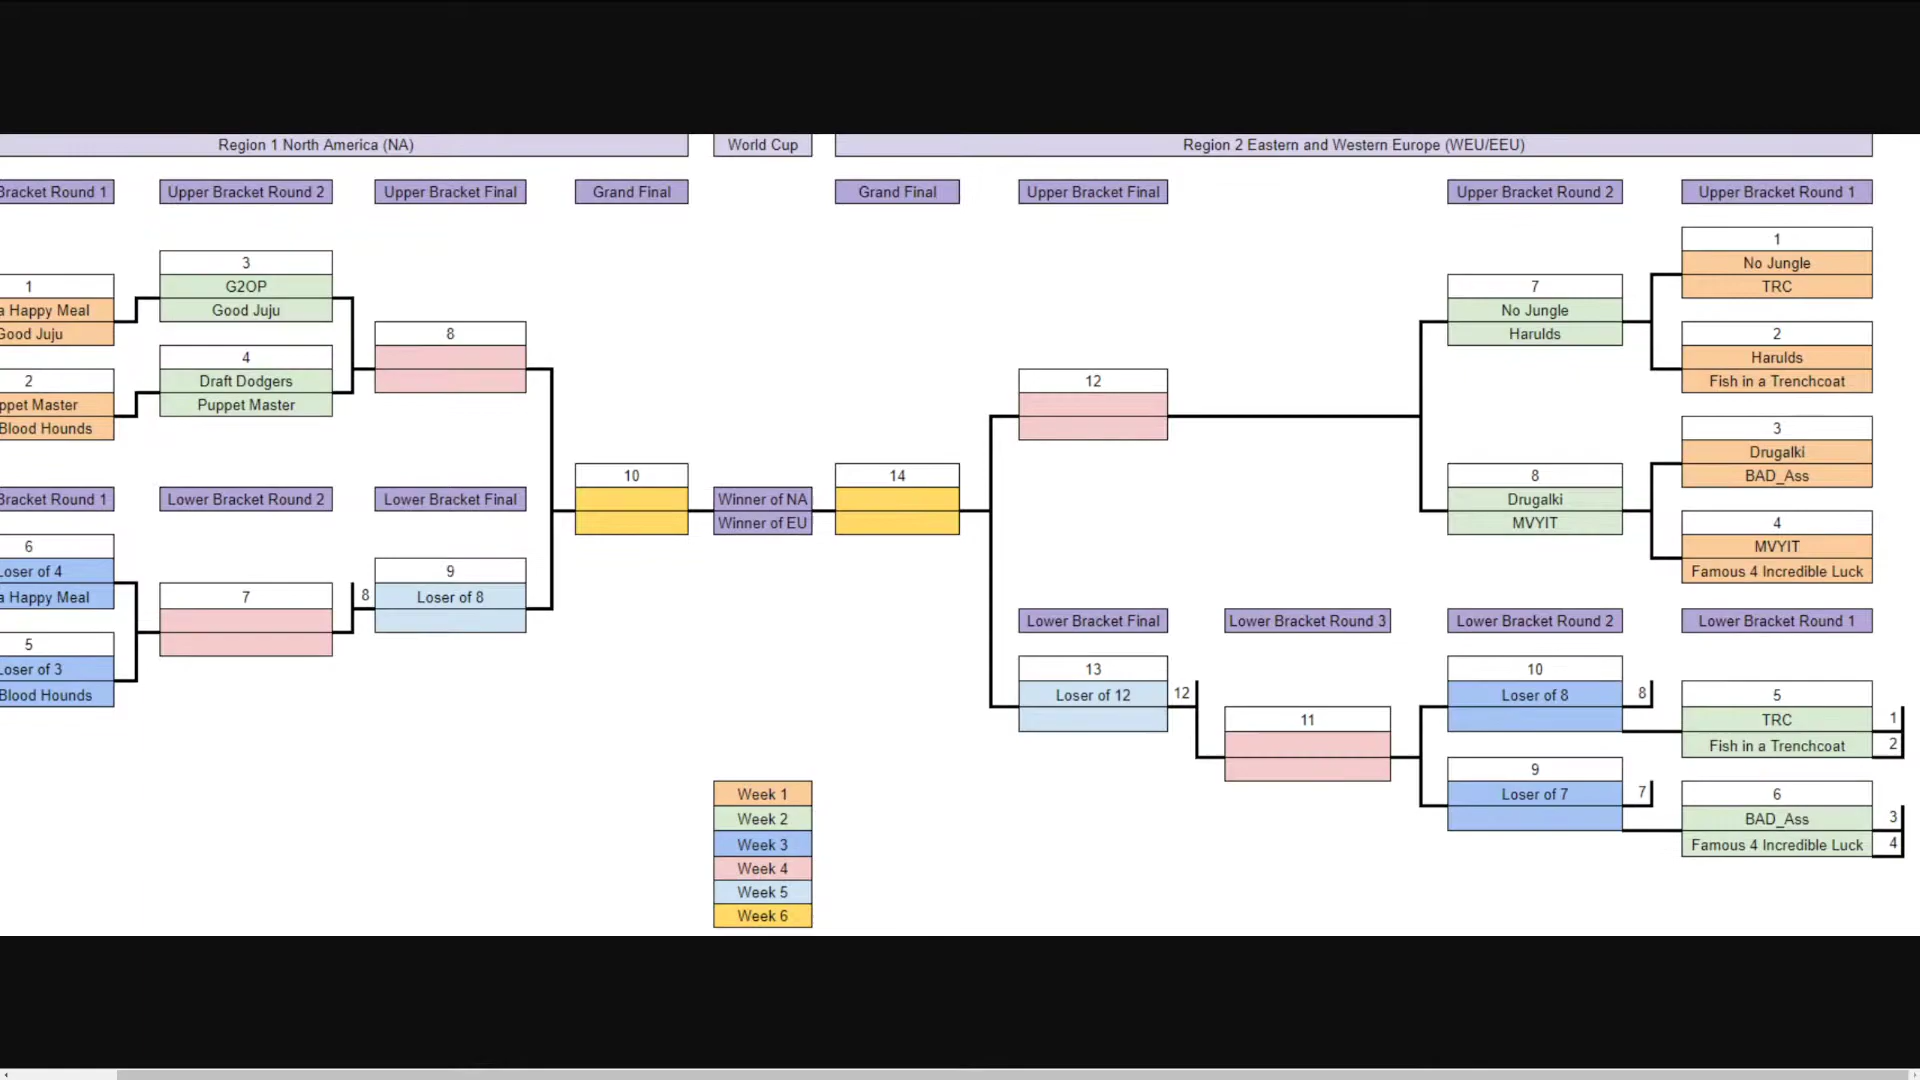 Region 1 North America (NA)
World Cup
Region 2 Eastern and Western Europe (WEU/EEU)
Bracket Round 1
Upper Bracket Round 2
Upper Bracket Final
Grand Final
Grand Final
Upper Bracket Final
Upper Bracket Round 2
Upper Bracket Round 1
1
a Happy Meal
Good Juju
2
ppet Master
Blood Hounds
3
G2OP
Good Juju
4
Draft Dodgers
Puppet Master
8
Bracket Round 1
Lower Bracket Round 2
Lower Bracket Final
6
Loser of 4
a Happy Meal
5
Loser of 3
Blood Hounds
7
8
9
Loser of 8
10
Winner of NA
Winner of EU
14
12
7
No Jungle
Harulds
8
Drugalki
MVYIT
1
No Jungle
TRC
2
Harulds
Fish in a Trenchcoat
3
Drugalki
BAD_Ass
4
MVYIT
Famous 4 Incredible Luck
Lower Bracket Final
Lower Bracket Round 3
Lower Bracket Round 2
Lower Bracket Round 1
13
Loser of 12
12
11
10
Loser of 8
8
9
Loser of 7
7
5
TRC
1
Fish in a Trenchcoat
2
6
BAD_Ass
3
Famous 4 Incredible Luck
4
Week 1
Week 2
Week 3
Week 4
Week 5
Week 6